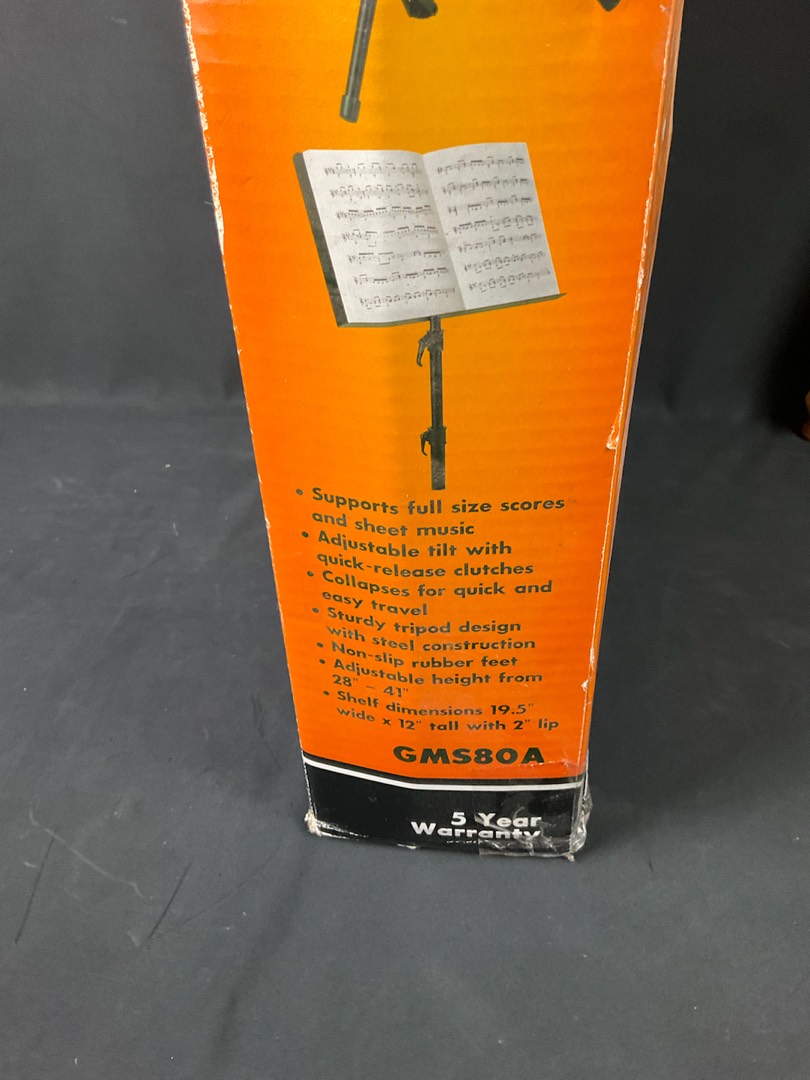 • Supports full size scores
and sheet music
• Adjustable tilt with
quick-release clutches
• Collapses for quick and
easy travel
• Sturdy tripod design
with steel construction
• Non-slip rubber feet
• Adjustable height from
28" – 41"
• Shelf dimensions 19.5"
wide x 12" tall with 2" lip
GMS80A
5 Year
Warranty